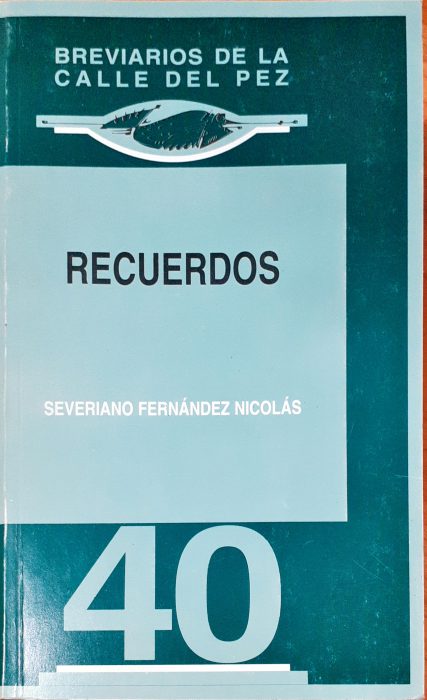 BREVIARIOS DE LA
CALLE DEL PEZ
RECUERDOS
SEVERIANO FERNÁNDEZ NICOLÁS
40